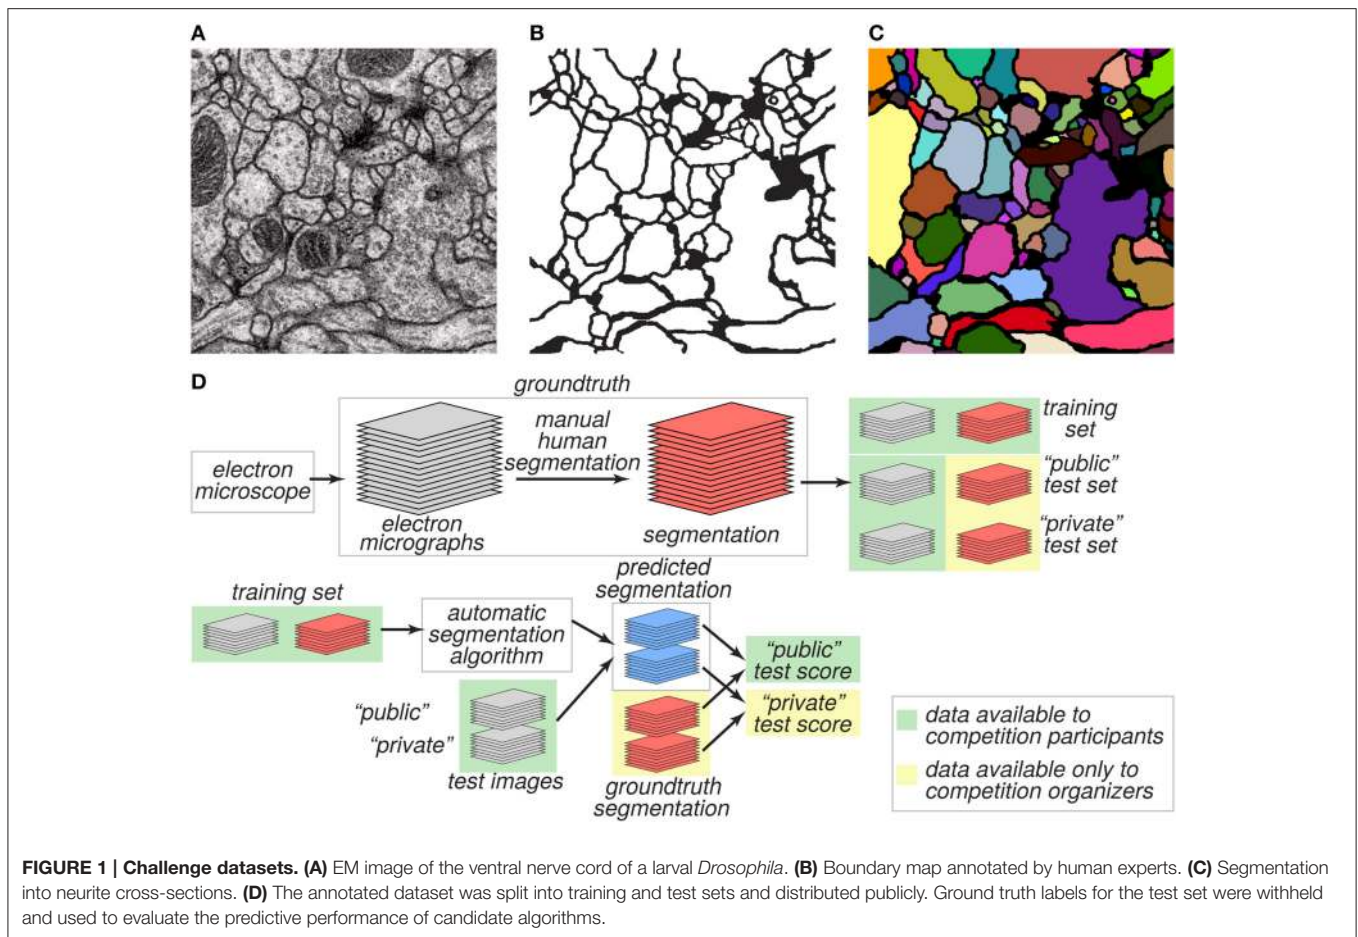 A
B
C
D
groundtruth
electron
microscope
electron
micrographs
manual
human
segmentation
segmentation
training
set
“public”
test set
“private”
test set
training set
automatic
segmentation
algorithm
“public”
“private”
test images
predicted
segmentation
groundtruth
segmentation
“public”
test score
“private”
test score
data available to
competition participants
data available only to
competition organizers
FIGURE 1 | Challenge datasets. (A) EM image of the ventral nerve cord of a larval Drosophila. (B) Boundary map annotated by human experts. (C) Segmentation
into neurite cross-sections. (D) The annotated dataset was split into training and test sets and distributed publicly. Ground truth labels for the test set were withheld
and used to evaluate the predictive performance of candidate algorithms.